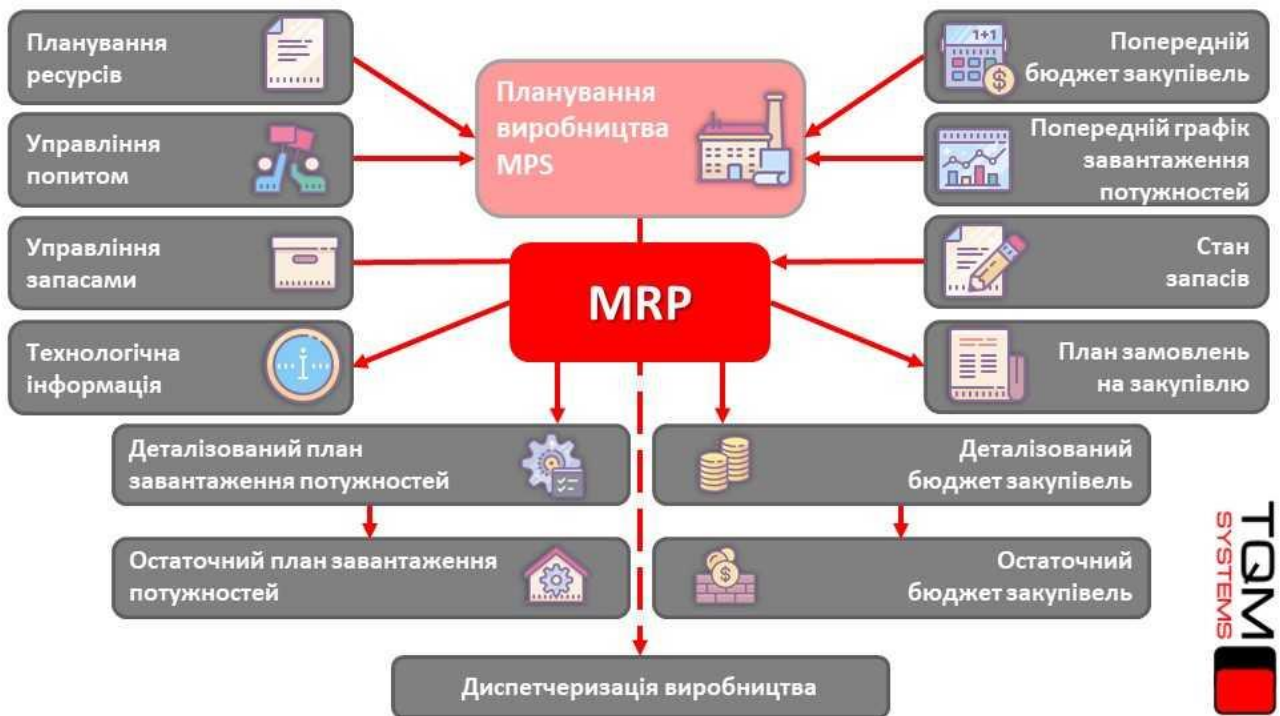 Планування
ресурсів
Управління
попитом
Управління
запасами
Технологічна
інформація
Планування
виробництва
MPS
1+1
$
Попередній
бюджет закупівель
Попередній графік
завантаження
потужностей
Стан
запасів
План замовлень
на закупівлю
MRP
Деталізований план
завантаження потужностей
Деталізований
бюджет закупівель
Остаточний план завантаження
потужностей
$
Остаточний
бюджет закупівель
Диспетчеризація виробництва
TQM
SYSTEMS